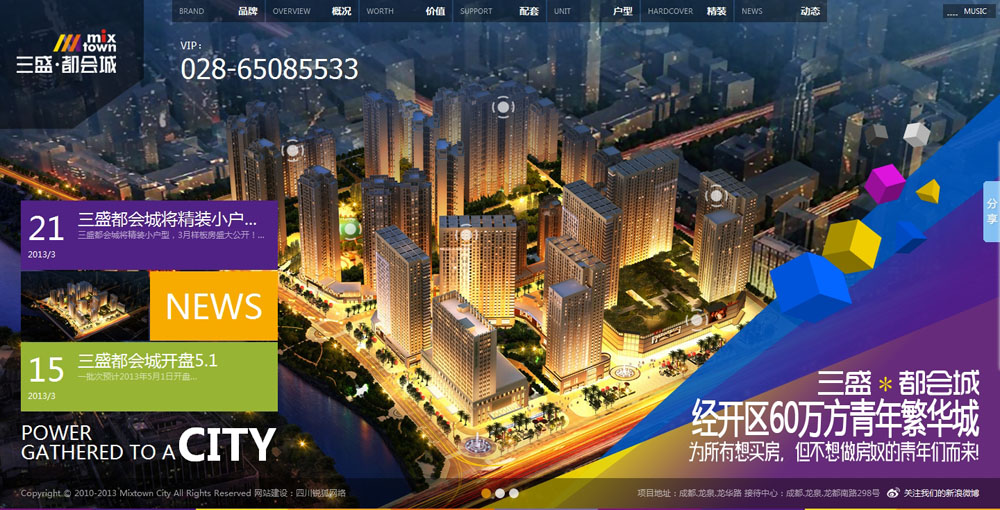 BRAND 品牌 OVERVIEW 概况 WORTH 价值 SUPPORT 配套 UNIT 户型 HARDCOVER 精装 NEWS 动态 MUSIC
mix
town
三盛·都会城
VIP：
028-65085533
21 三盛都会城将精装小户...
三盛都会城将精装小户型，3月样板房盛大公开！...
2013/3
NEWS
15 三盛都会城开盘5.1
一批次预计2013年5月1日开盘...
2013/3
POWER
GATHERED TO A CITY
分享
三盛＊都会城
经开区60万方青年繁华城
为所有想买房，但不想做房奴的青年们而来!
Copyright © 2010-2013 Mixtown City All Rights Reserved 网站建设：四川锐狐网络
项目地址：成都.龙泉.龙华路 接待中心：成都.龙泉.龙都南路298号 关注我们的新浪微博